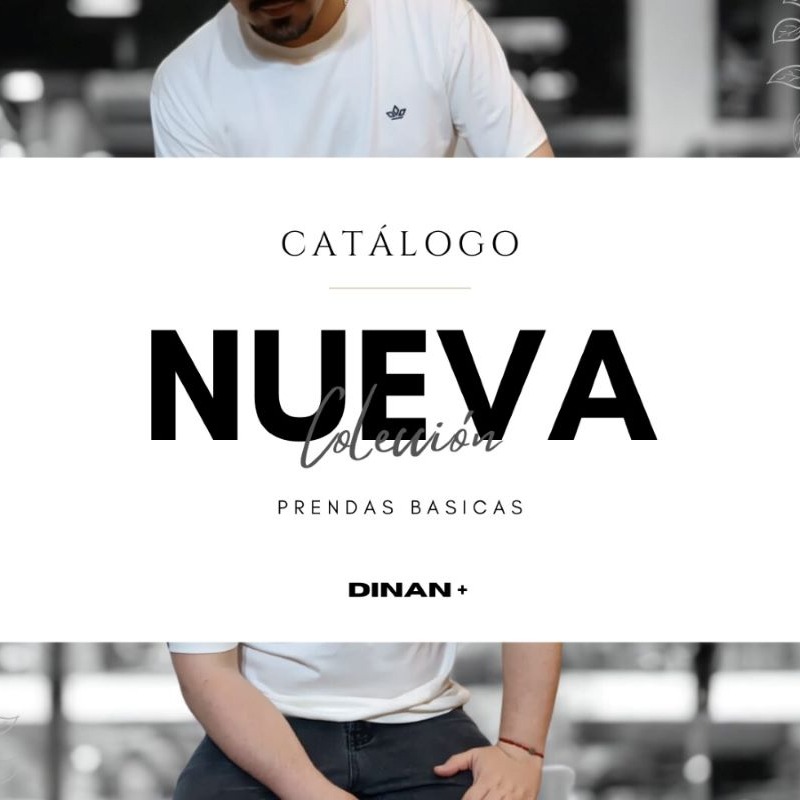 CATÁLOGO
NUEVA
Colección
PRENDAS BASICAS
DINAN +